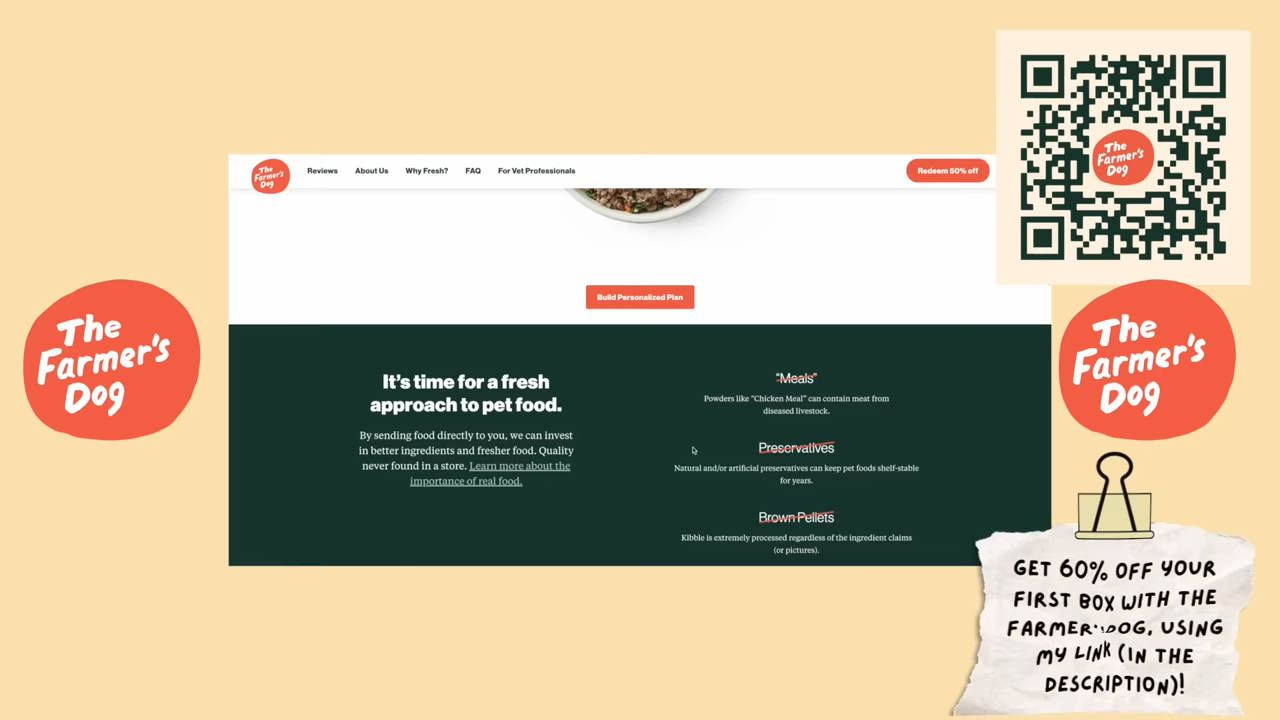 The
Farmer's
Dog
Reviews
About Us
Why Fresh?
FAQ
For Vet Professionals
Redeem 50% off
The
Farmer's
Dog
Build Personalized Plan
The
Farmer's
Dog
It's time for a fresh
approach to pet food.
By sending food directly to you, we can invest
in better ingredients and fresher food. Quality
never found in a store. Learn more about the
importance of real food.
"Meals"
Powders like "Chicken Meal" can contain meat from
diseased livestock.
Preservatives
Natural and/or artificial preservatives can keep pet foods shelf-stable
for years.
Brown Pellets
Kibble is extremely processed regardless of the ingredient claims
(or pictures).
The
Farmer's
Dog
GET 60% OFF YOUR
FIRST BOX WITH THE
FARMER'S DOG, USING
MY LINK (IN THE
DESCRIPTION)!